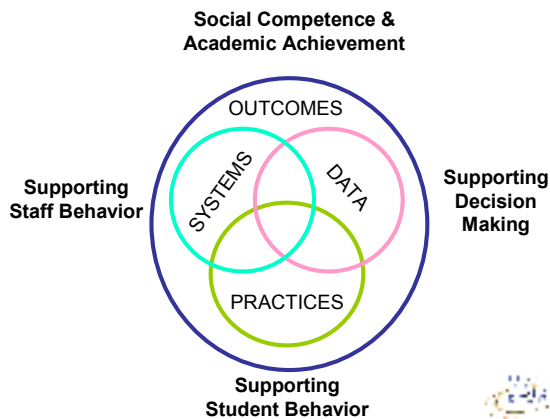 Social Competence &
Academic Achievement
OUTCOMES
SYSTEMS
DATA
Supporting
Staff Behavior
Supporting
Decision
Making
PRACTICES
Supporting
Student Behavior